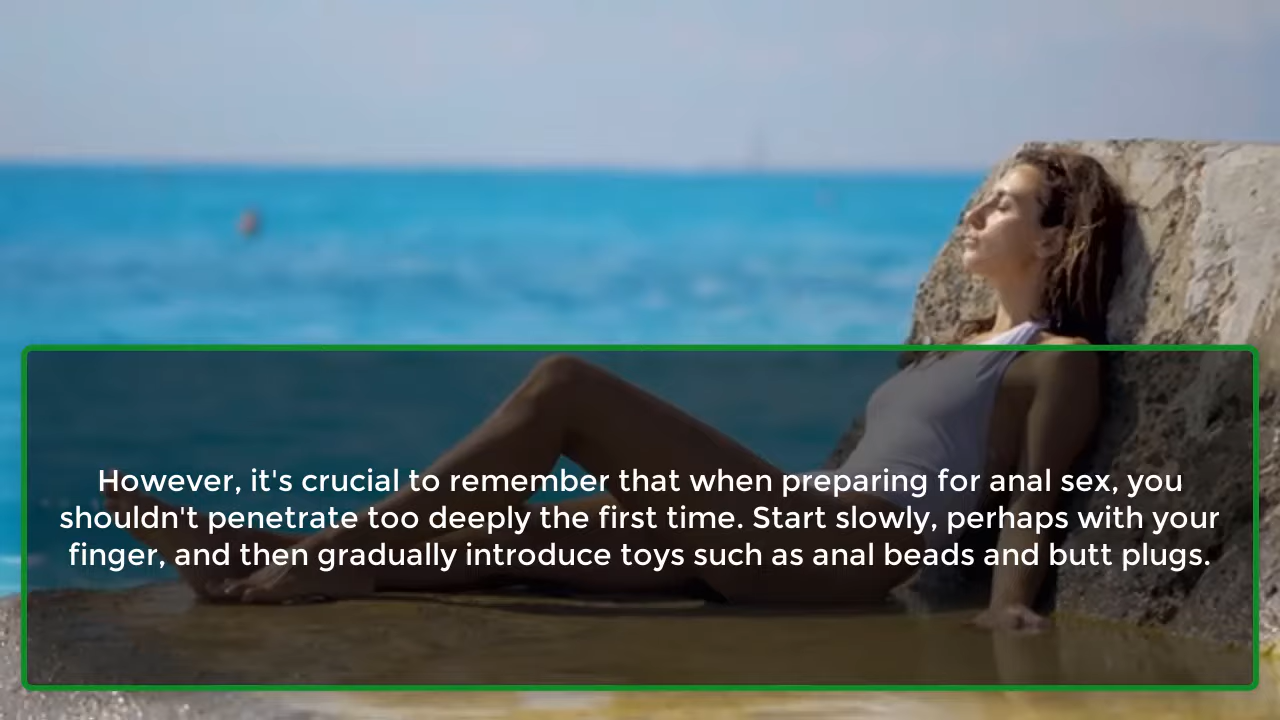 However, it's crucial to remember that when preparing for anal sex, you
shouldn't penetrate too deeply the first time. Start slowly, perhaps with your
finger, and then gradually introduce toys such as anal beads and butt plugs.